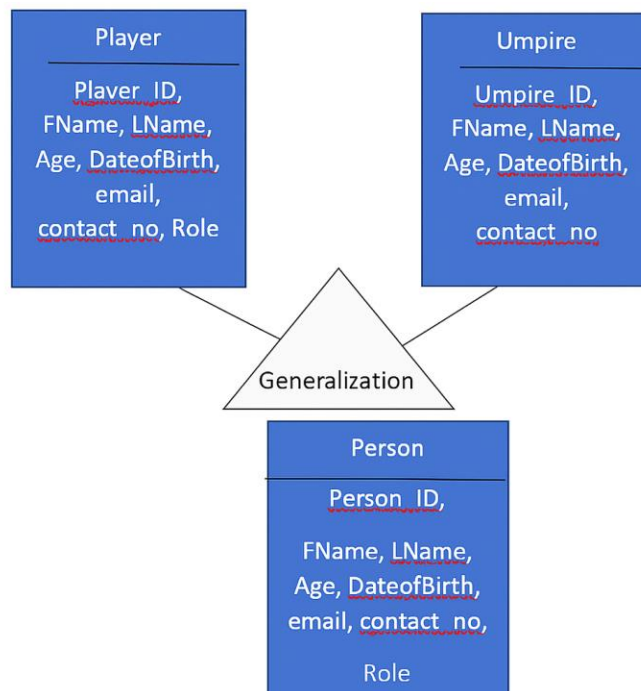 Player
Player_ID,
FName, LName,
Age, DateofBirth,
email,
contact_no, Role
Umpire
Umpire_ID,
FName, LName,
Age, DateofBirth,
email,
contact_no
Generalization
Person
Person_ID,
FName, LName,
Age, DateofBirth,
email, contact_no,
Role